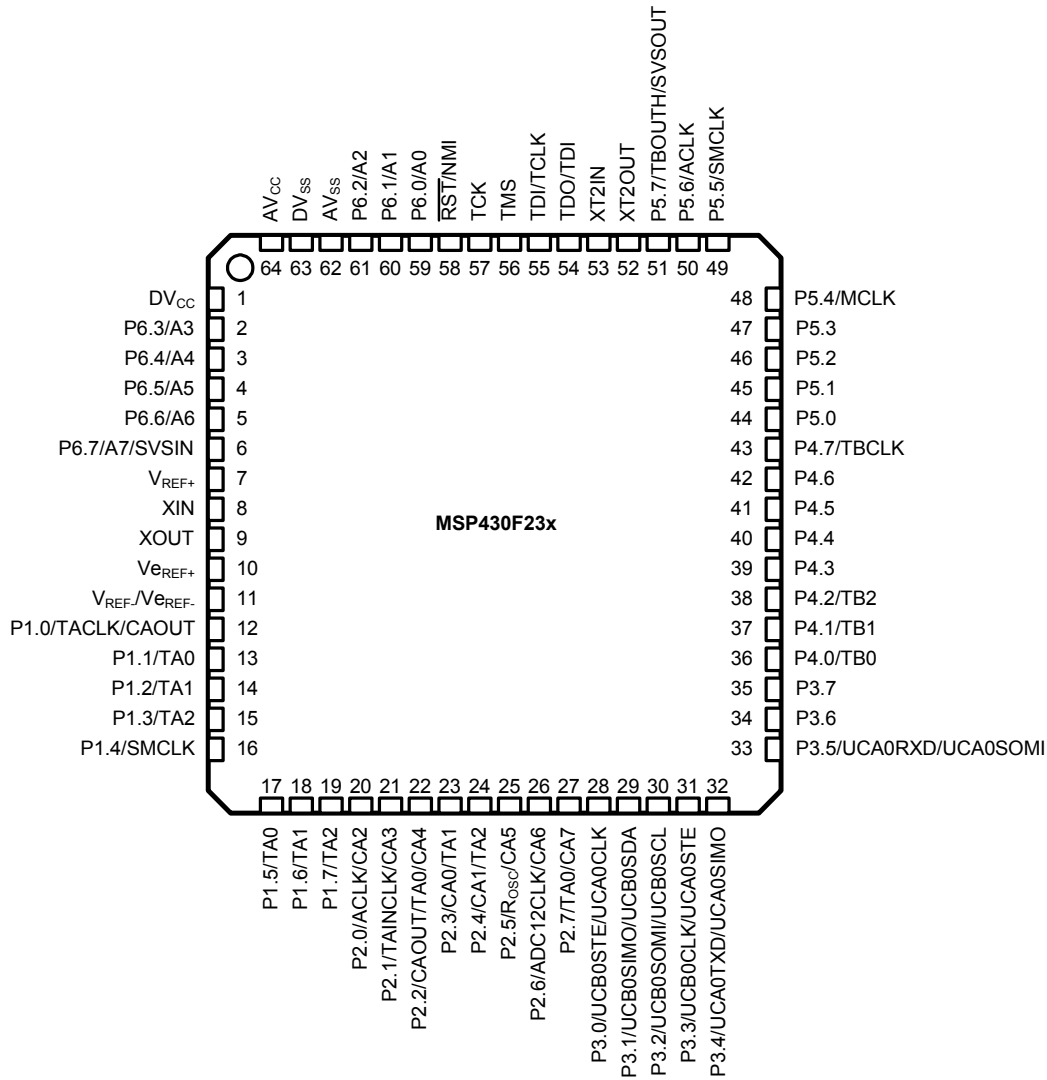 AVCC
DVSS
AVSS
P6.2/A2
P6.1/A1
P6.0/A0
RST/NMI
TCK
TMS
TDI/TCLK
TDO/TDI
XT2IN
XT2OUT
P5.7/TBOUTH/SVSOUT
P5.6/ACLK
P5.5/SMCLK
64 63 62 61 60 59 58 57 56 55 54 53 52 51 50 49
DVCC 1
P6.3/A3 2
P6.4/A4 3
P6.5/A5 4
P6.6/A6 5
P6.7/A7/SVSIN 6
VREF+ 7
XIN 8
XOUT 9
VeREF+ 10
VREF-/VeREF- 11
P1.0/TACLK/CAOUT 12
P1.1/TA0 13
P1.2/TA1 14
P1.3/TA2 15
P1.4/SMCLK 16
MSP430F23x
48 P5.4/MCLK
47 P5.3
46 P5.2
45 P5.1
44 P5.0
43 P4.7/TBCLK
42 P4.6
41 P4.5
40 P4.4
39 P4.3
38 P4.2/TB2
37 P4.1/TB1
36 P4.0/TB0
35 P3.7
34 P3.6
33 P3.5/UCA0RXD/UCA0SOMI
17 18 19 20 21 22 23 24 25 26 27 28 29 30 31 32
P1.5/TA0
P1.6/TA1
P1.7/TA2
P2.0/ACLK/CA2
P2.1/TAINCLK/CA3
P2.2/CAOUT/TA0/CA4
P2.3/CA0/TA1
P2.4/CA1/TA2
P2.5/ROSC/CA5
P2.6/ADC12CLK/CA6
P2.7/TA0/CA7
P3.0/UCB0STE/UCA0CLK
P3.1/UCB0SIMO/UCB0SDA
P3.2/UCB0SOMI/UCB0SCL
P3.3/UCB0CLK/UCA0STE
P3.4/UCA0TXD/UCA0SIMO